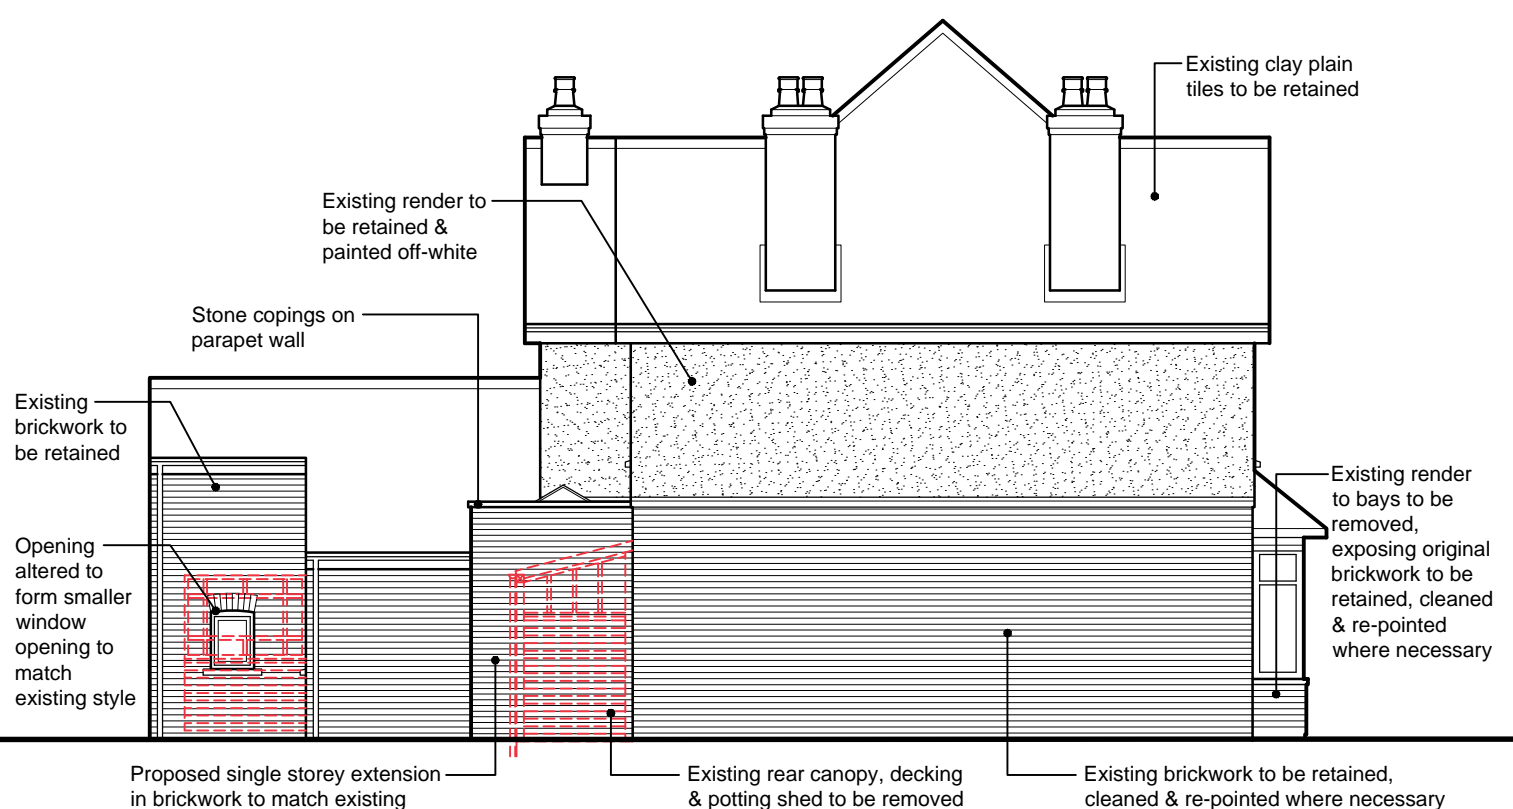 Existing clay plain
tiles to be retained
Existing render to
be retained &
painted off-white
Stone copings on
parapet wall
Existing
brickwork to
be retained
Opening
altered to
form smaller
window
opening to
match
existing style
Existing render
to bays to be
removed,
exposing original
brickwork to be
retained, cleaned
& re-pointed
where necessary
Proposed single storey extension
in brickwork to match existing
Existing rear canopy, decking
& potting shed to be removed
Existing brickwork to be retained,
cleaned & re-pointed where necessary